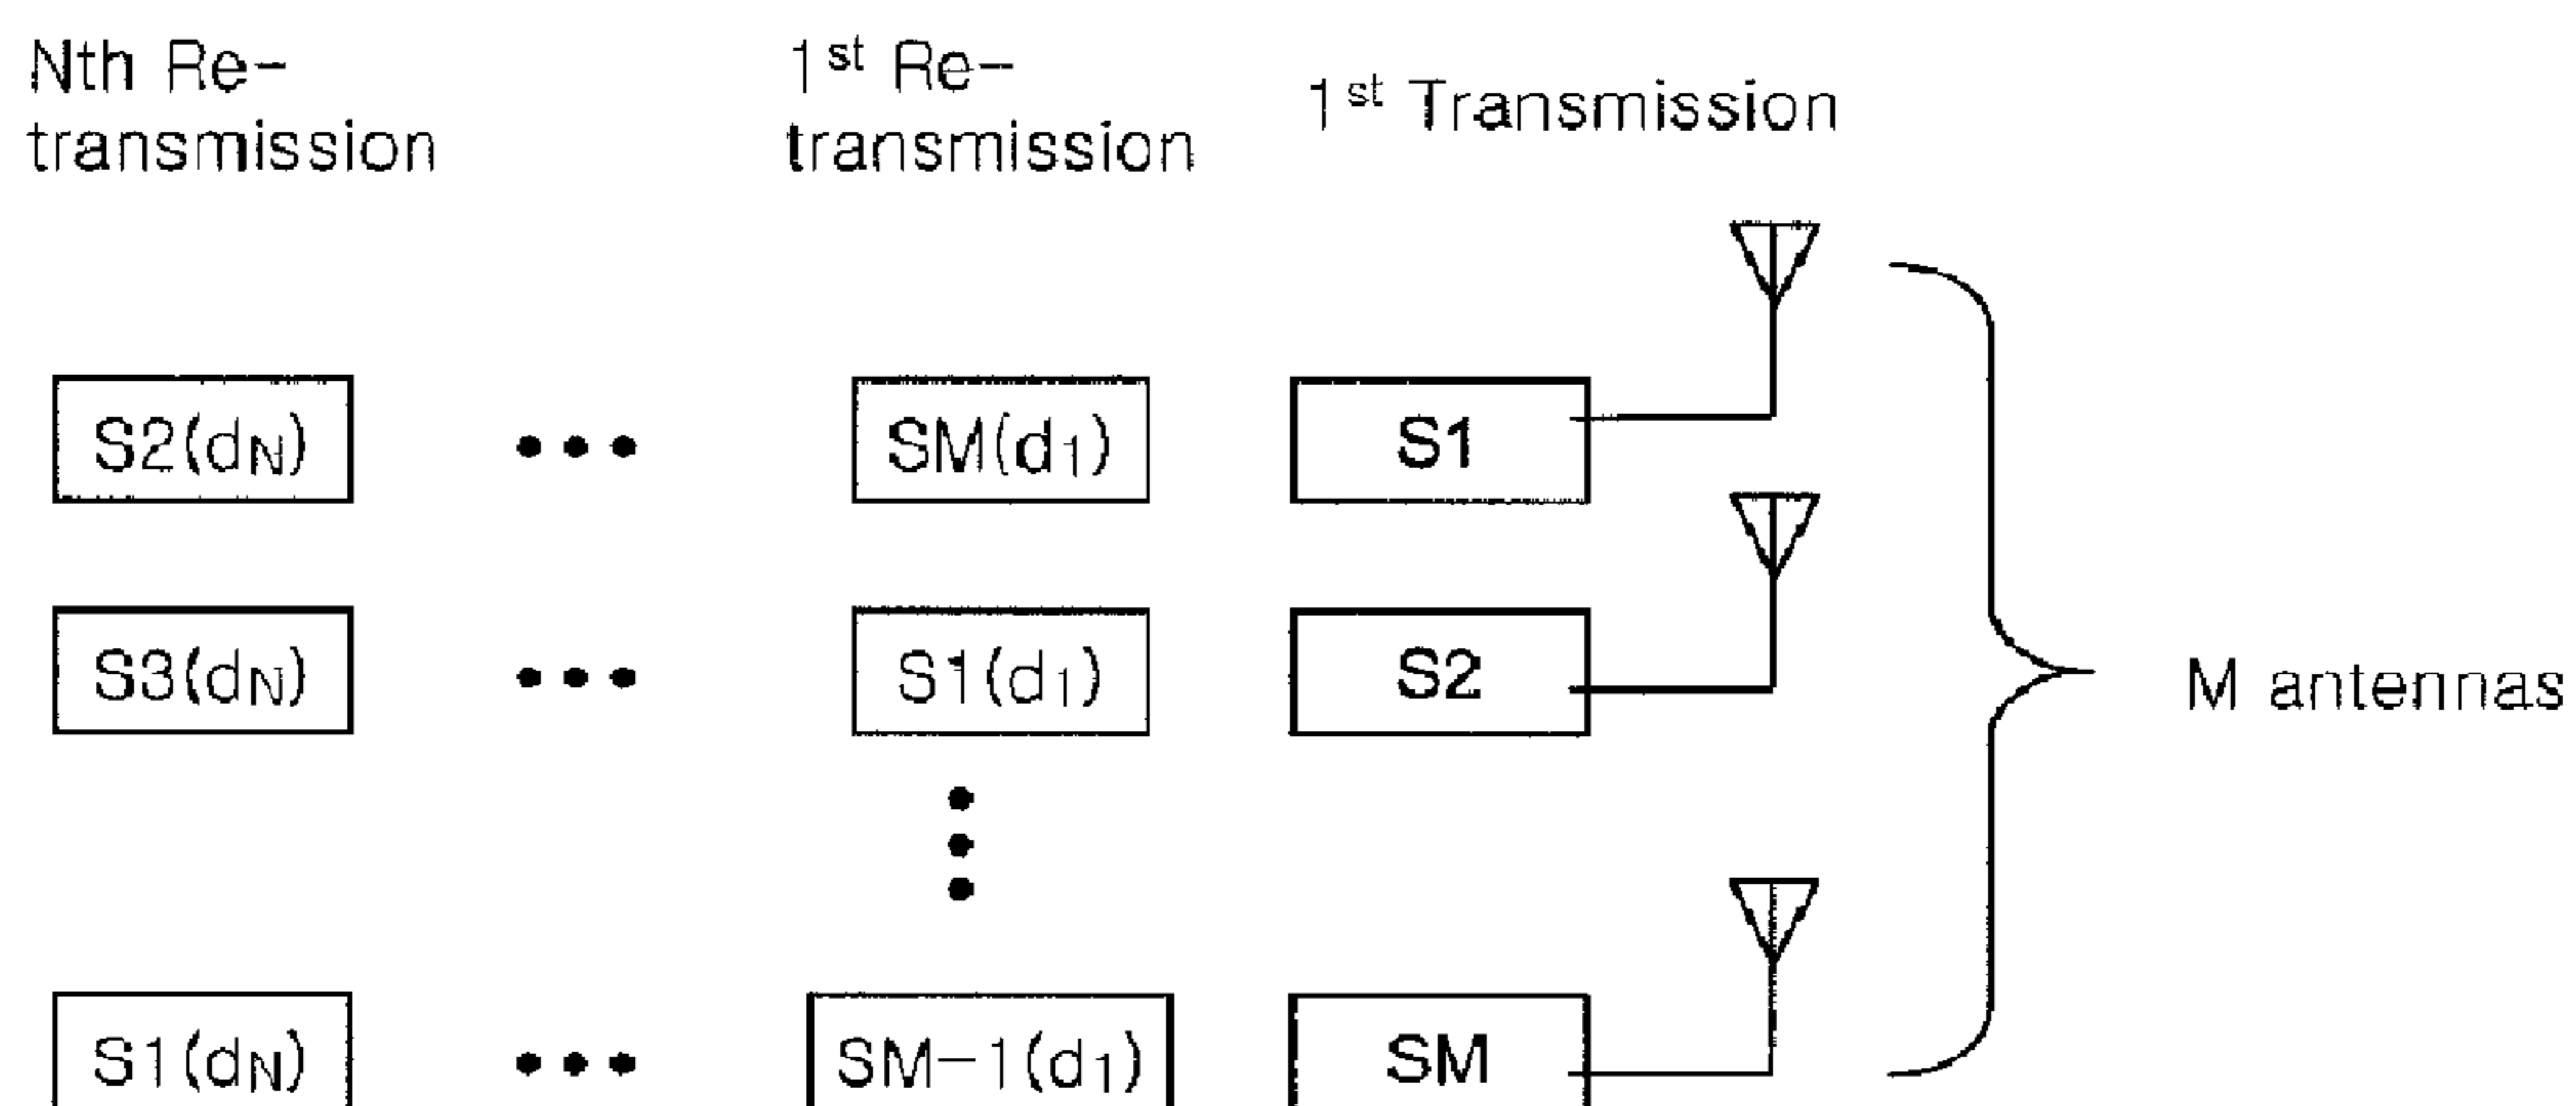 Nth Re-
transmission
1st Re-
transmission
1st Transmission
S2(dN)
SM(d1)
S1
S3(dN)
S1(d1)
S2
M antennas
S1(dN)
SM-1(d1)
SM